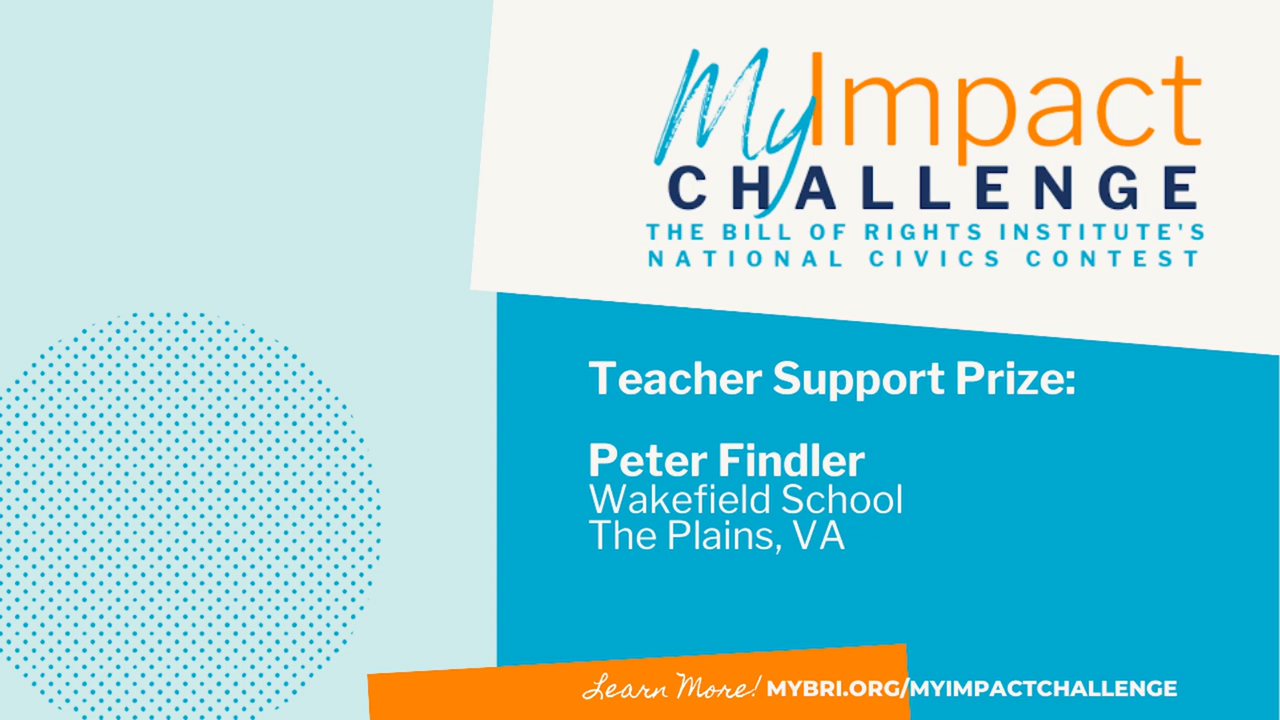 MyImpact
CHALLENGE
THE BILL OF RIGHTS INSTITUTE'S
NATIONAL CIVICS CONTEST
Teacher Support Prize:
Peter Findler
Wakefield School
The Plains, VA
Learn More! MYBRI.ORG/MYIMPACTCHALLENGE